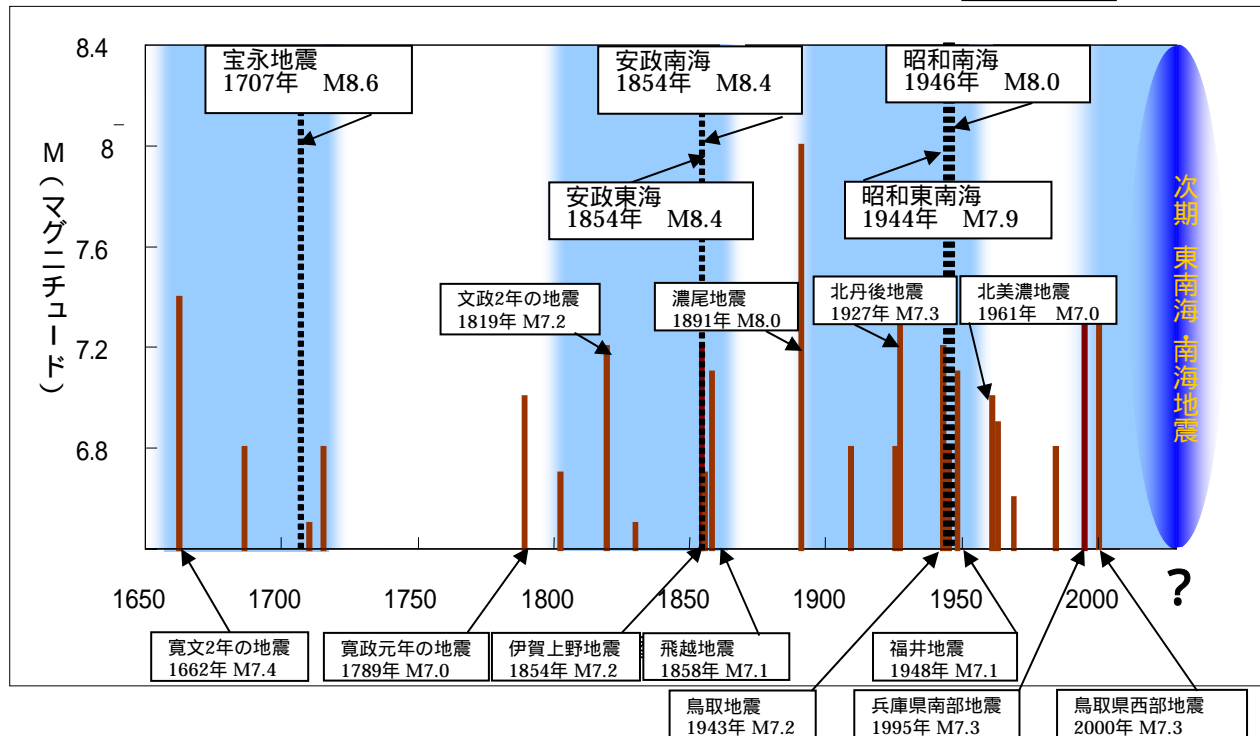 宝永地震
1707年 M8.6
安政南海
1854年 M8.4
昭和南海
1946年 M8.0
安政東海
1854年 M8.4
昭和東南海
1944年 M7.9
文政2年の地震
1819年 M7.2
濃尾地震
1891年 M8.0
北丹後地震
1927年 M7.3
北美濃地震
1961年 M7.0
M(マグニチュード)
8.4
8
7.6
7.2
6.8
次期 東南海・南海地震
1650 1700 1750 1800 1850 1900 1950 2000 ?
寛文2年の地震
1662年 M7.4
寛政元年の地震
1789年 M7.0
伊賀上野地震
1854年 M7.2
飛越地震
1858年 M7.1
福井地震
1948年 M7.1
鳥取地震
1943年 M7.2
兵庫県南部地震
1995年 M7.3
鳥取県西部地震
2000年 M7.3